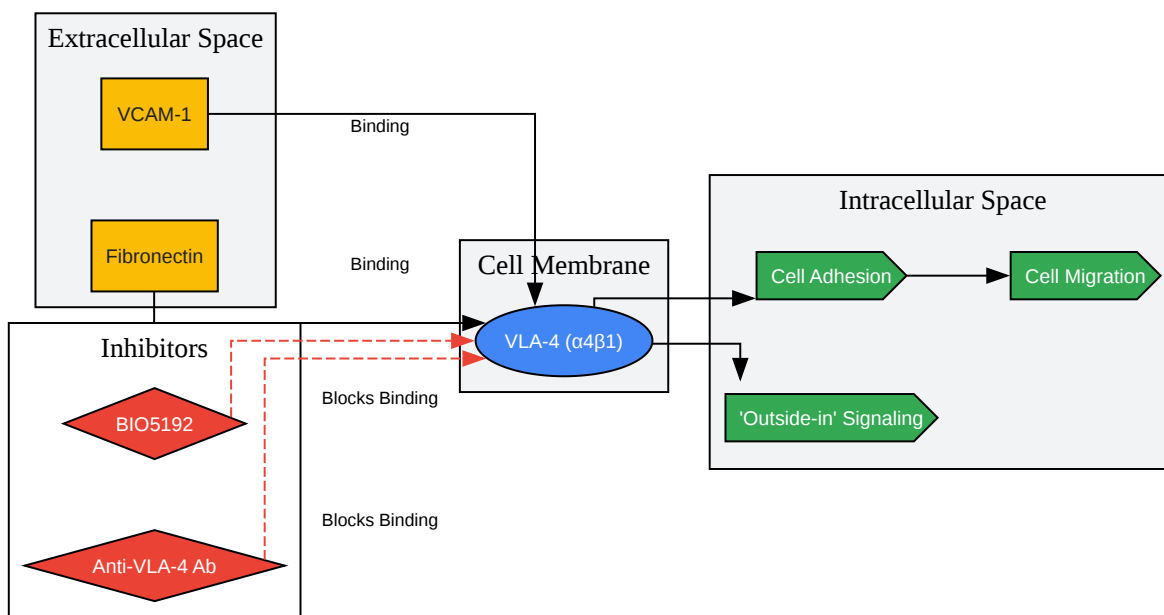 Extracellular Space
VCAM-1
Binding
Fibronectin
Binding
Cell Membrane
VLA-4 (α4β1)
Intracellular Space
Cell Adhesion
Cell Migration
'Outside-in' Signaling
Inhibitors
BIO5192
Blocks Binding
Anti-VLA-4 Ab
Blocks Binding